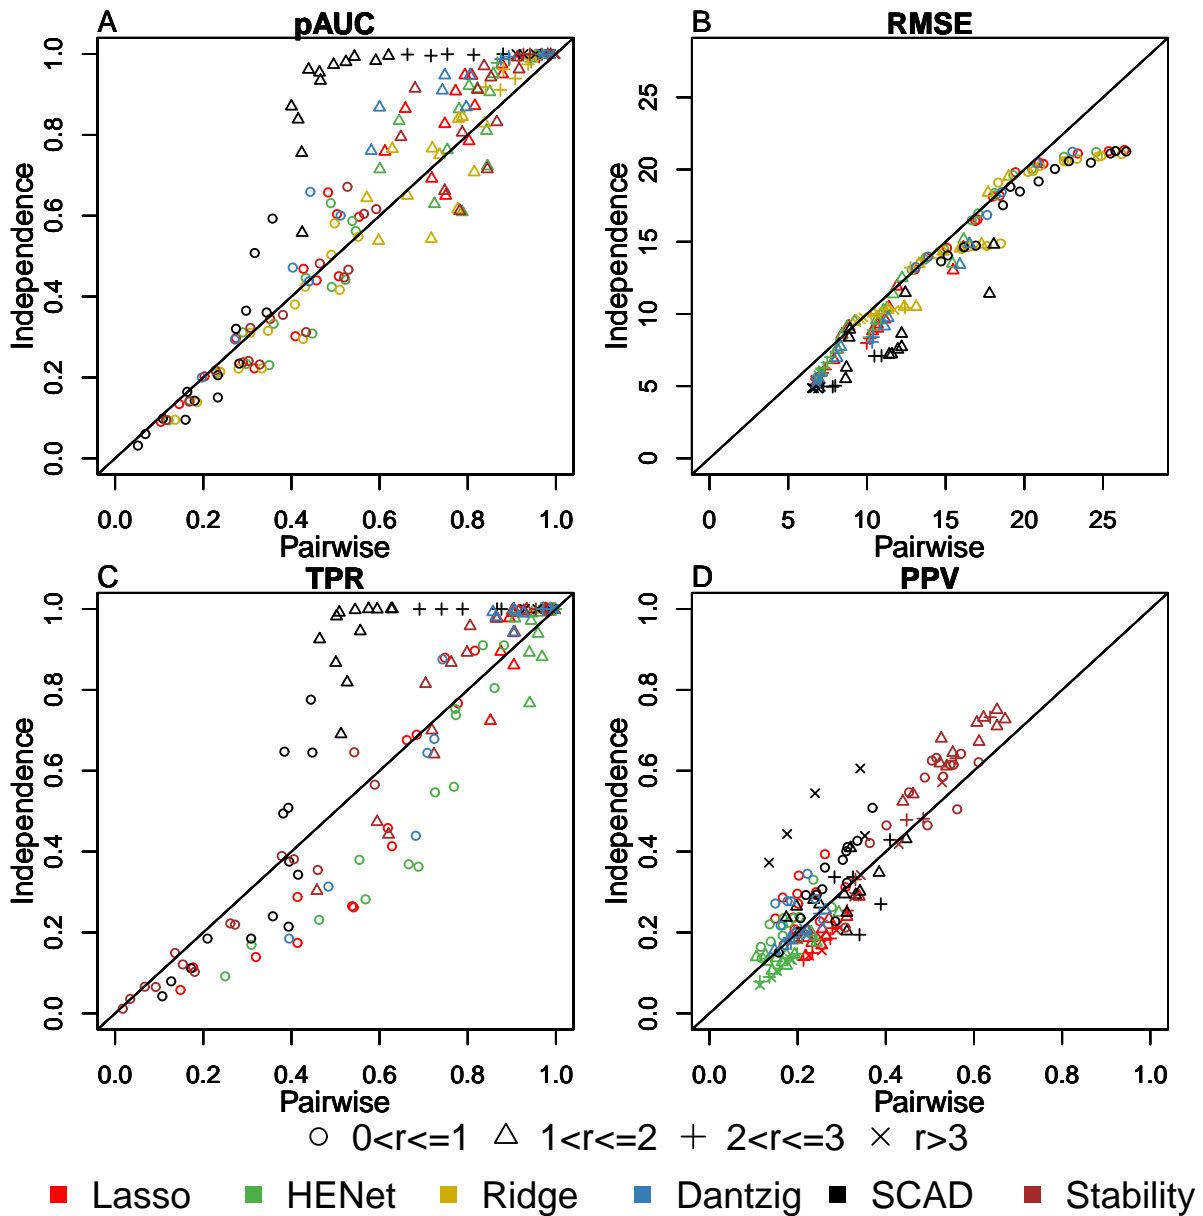 A
pAUC
Independence
0.0 0.2 0.4 0.6 0.8 1.0
0.0 0.2 0.4 0.6 0.8 1.0
Pairwise
B
RMSE
Independence
0 5 10 15 20 25
0 5 10 15 20 25
Pairwise
C
TPR
Independence
0.0 0.2 0.4 0.6 0.8 1.0
0.0 0.2 0.4 0.6 0.8 1.0
Pairwise
D
PPV
Independence
0.0 0.2 0.4 0.6 0.8 1.0
0.0 0.2 0.4 0.6 0.8 1.0
Pairwise
0<r<=1 1<r<=2 2<r<=3 r>3
Lasso HENet Ridge Dantzig SCAD Stability